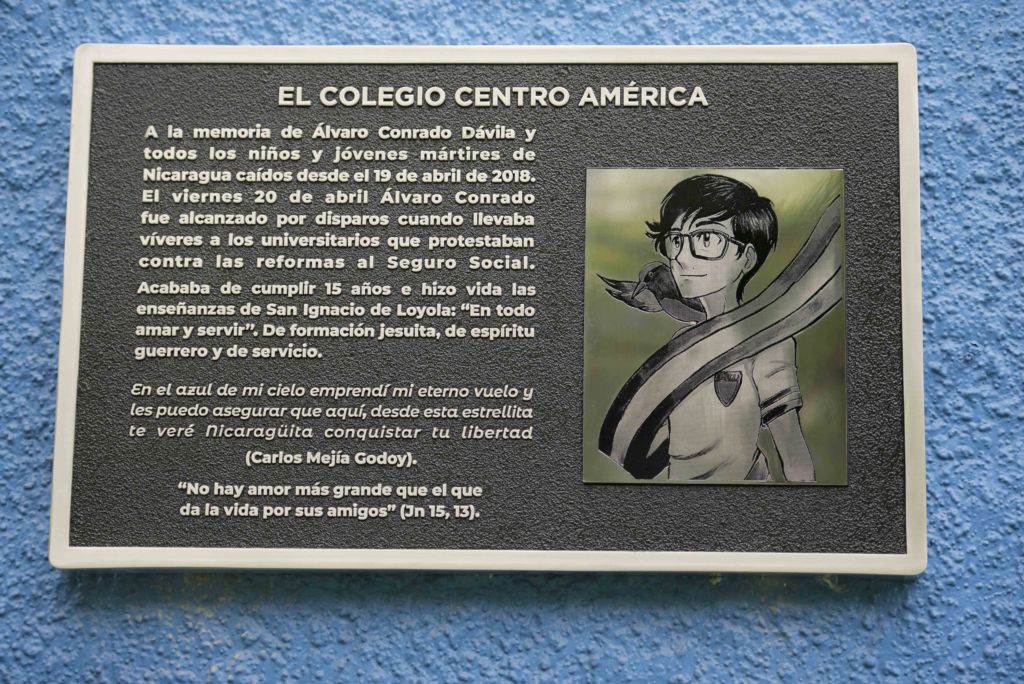 EL COLEGIO CENTRO AMÉRICA
A la memoria de Álvaro Conrado Dávila y
todos los niños y jóvenes mártires de
Nicaragua caídos desde el 19 de abril de 2018.
El viernes 20 de abril Álvaro Conrado
fue alcanzado por disparos cuando llevaba
víveres a los universitarios que protestaban
contra las reformas al Seguro Social.
Acababa de cumplir 15 años e hizo vida las
enseñanzas de San Ignacio de Loyola: “En todo
amar y servir”. De formación jesuita, de espíritu
guerrero y de servicio.
En el azul de mi cielo emprendí mi eterno vuelo y
les puedo asegurar que aquí, desde esta estrellita
te veré Nicaragüita conquistar tu libertad
(Carlos Mejía Godoy).
“No hay amor más grande que el que
da la vida por sus amigos” (Jn 15, 13).